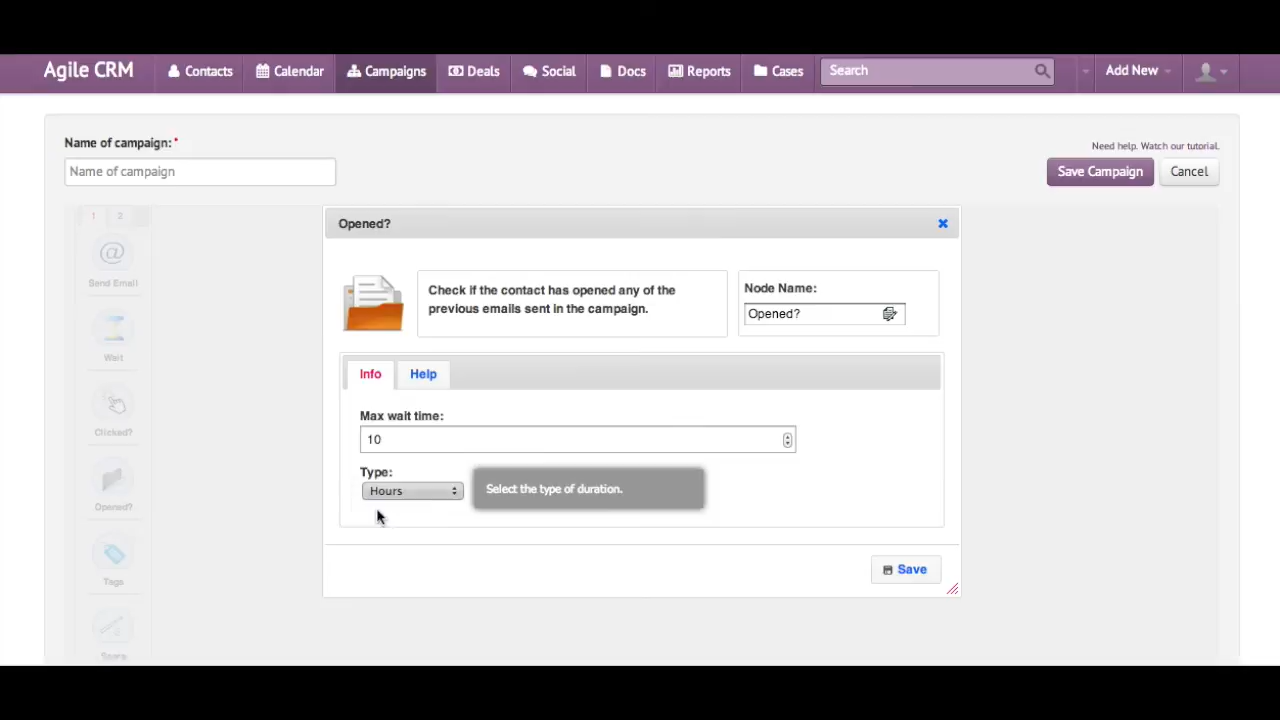 Agile CRM
Contacts
Calendar
Campaigns
Deals
Social
Docs
Reports
Cases
Search
Add New
Name of campaign:*
Need help. Watch our tutorial.
Name of campaign
Save Campaign
Cancel
1
2
Send Email
Wait
Clicked?
Opened?
Tags
Score
Opened?
Check if the contact has opened any of the
previous emails sent in the campaign.
Node Name:
Opened?
Info
Help
Max wait time:
10
Type:
Hours
Select the type of duration.
Save